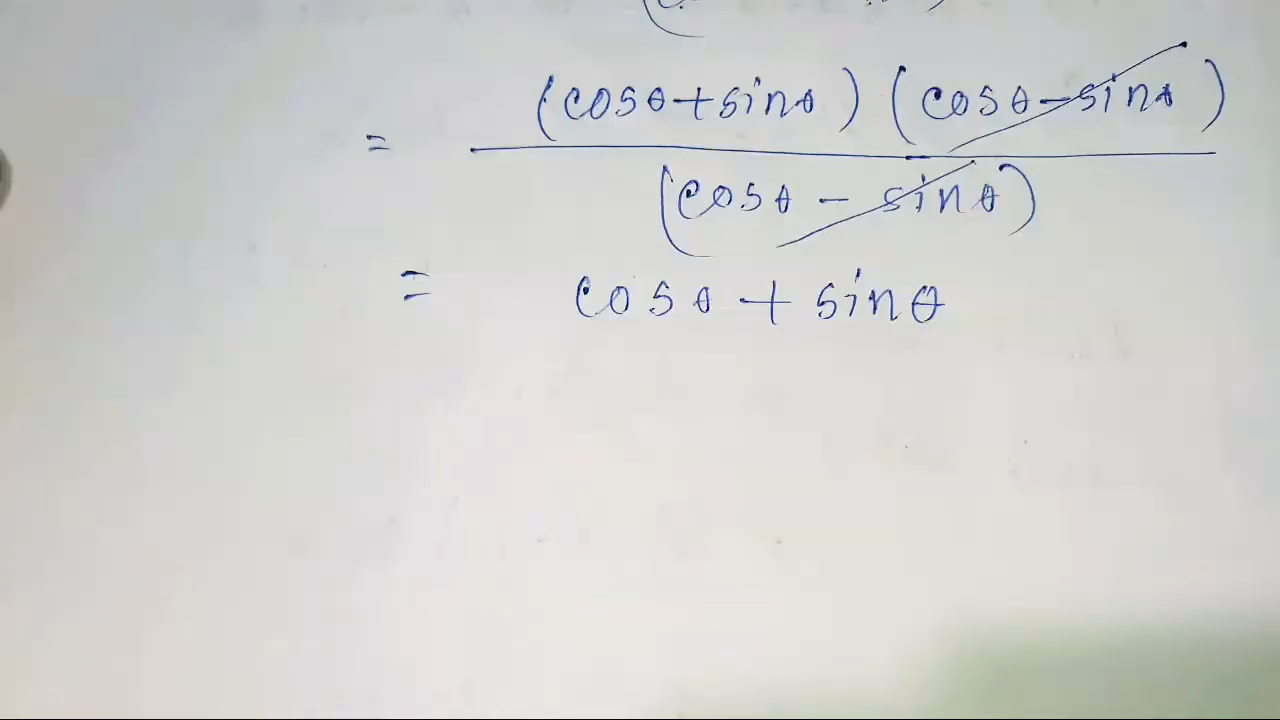 = (cosθ+sinθ) (cosθ-sinθ)
(cosθ - sinθ)
= cosθ + sinθ